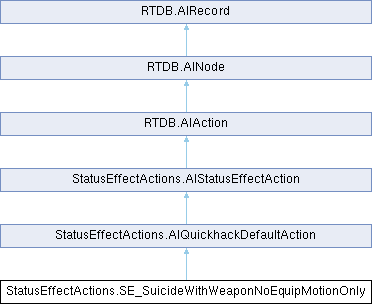 RTDB.AIRecord
RTDB.AINode
RTDB.AIAction
StatusEffectActions.AIStatusEffectAction
StatusEffectActions.AIQuickhackDefaultAction
StatusEffectActions.SE_SuicideWithWeaponNoEquipMotionOnly